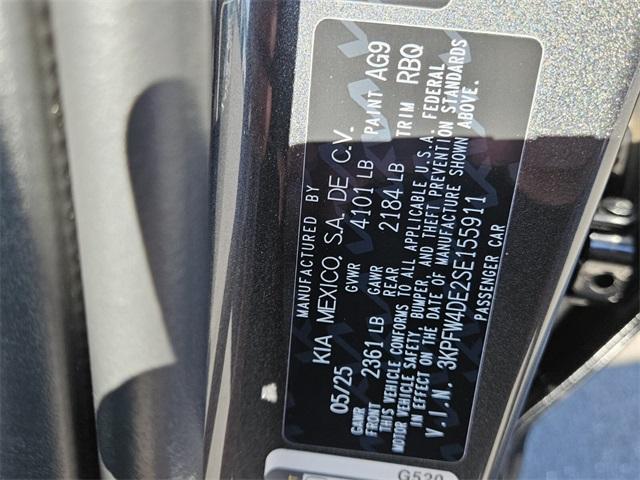 MANUFACTURED BY
KIA MEXICO, S.A. DE C.V.
05/25 GVWR 4101 LB PAINT AG9
GAWR FRONT 2361 LB GAWR REAR 2184 LB TRIM RBQ
THIS VEHICLE CONFORMS TO ALL APPLICABLE U.S.A. FEDERAL
MOTOR VEHICLE SAFETY, BUMPER, AND THEFT PREVENTION STANDARDS
IN EFFECT ON THE DATE OF MANUFACTURE SHOWN ABOVE.
V.I.N. 3KPFW4DE2SE155911
PASSENGER CAR
G520